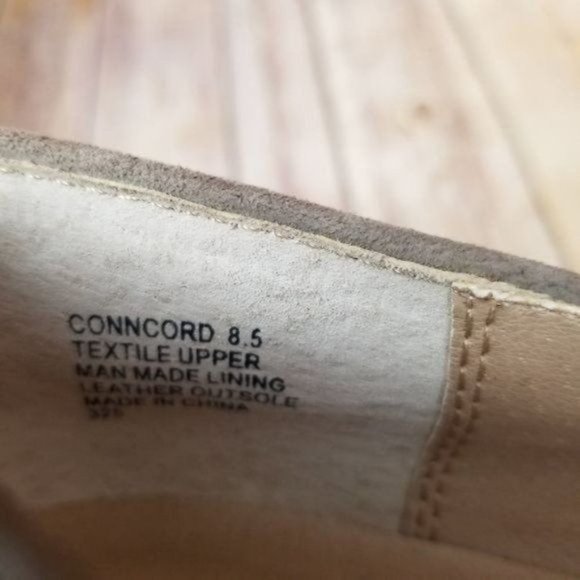 CONNCORD 8.5
TEXTILE UPPER
MAN MADE LINING
LEATHER OUTSOLE
MADE IN CHINA